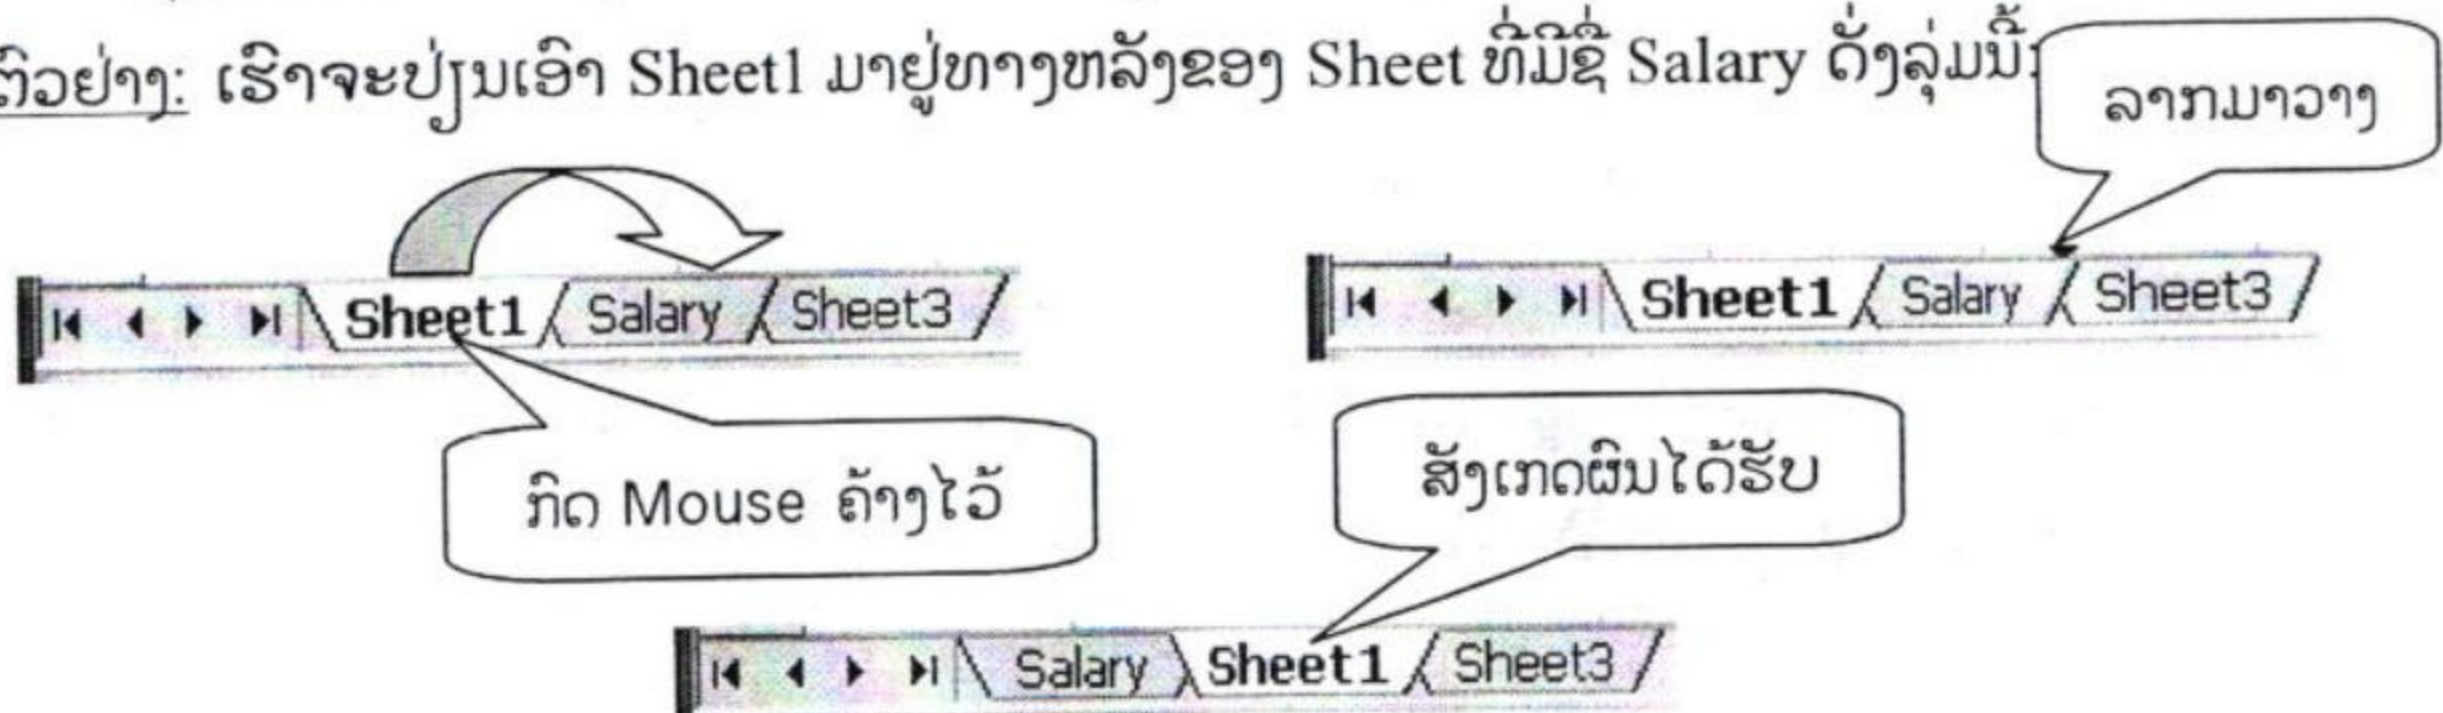 ຕົວຢ່າງ: ເຮົາຈະປ່ຽນເອົາ Sheet1 ມາຢູ່ທາງຫລັງຂອງ Sheet ທີ່ມີຊື່ Salary ດັ່ງລຸ່ມນີ້:
ລາກມາວາງ
Sheet1 Salary Sheet3
Sheet1 Salary Sheet3
ກົດ Mouse ຄ້າງໄວ້
ສັງເກດຜົນໄດ້ຮັບ
Salary Sheet1 Sheet3